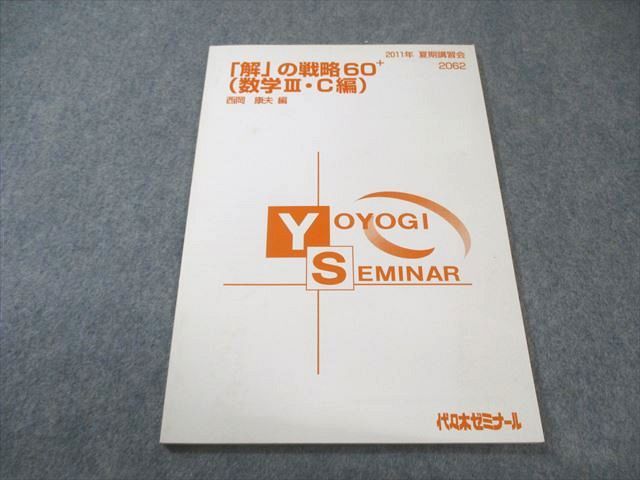 2011年 夏期講習会
2062
「解」の戦略60⁺
(数学Ⅲ・C編)
西岡 康夫 編
YOYOGI
SEMINAR
代々木ゼミナール